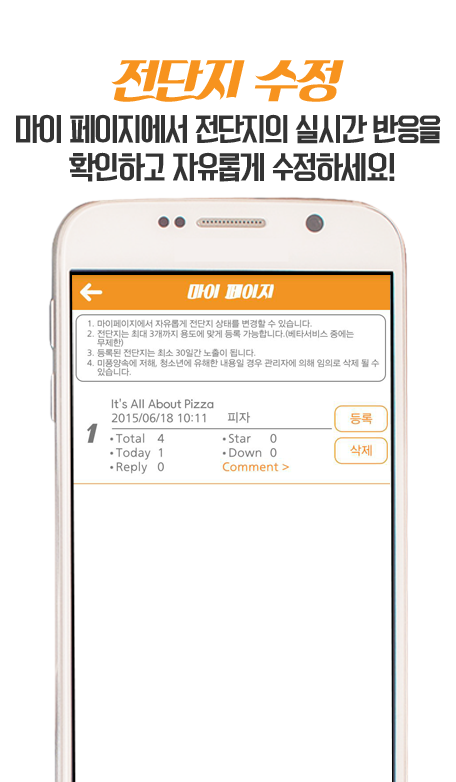 전단지 수정
마이 페이지에서 전단지의 실시간 반응을
확인하고 자유롭게 수정하세요!
마이 페이지
1. 마이페이지에서 자유롭게 전단지 상태를 변경할 수 있습니다.
2. 전단지는 최대 3개까지 용도에 맞게 등록 가능합니다.(베타서비스 중에는
무제한)
3. 등록된 전단지는 최소 30일간 노출이 됩니다.
4. 미풍양속에 저해, 청소년에 유해한 내용일 경우 관리자에 의해 임의로 삭제 될 수
있습니다.
It's All About Pizza
2015/06/18 10:11 피자
등록
1
•Total 4 •Star 0
•Today 1 •Down 0
삭제
•Reply 0 Comment >